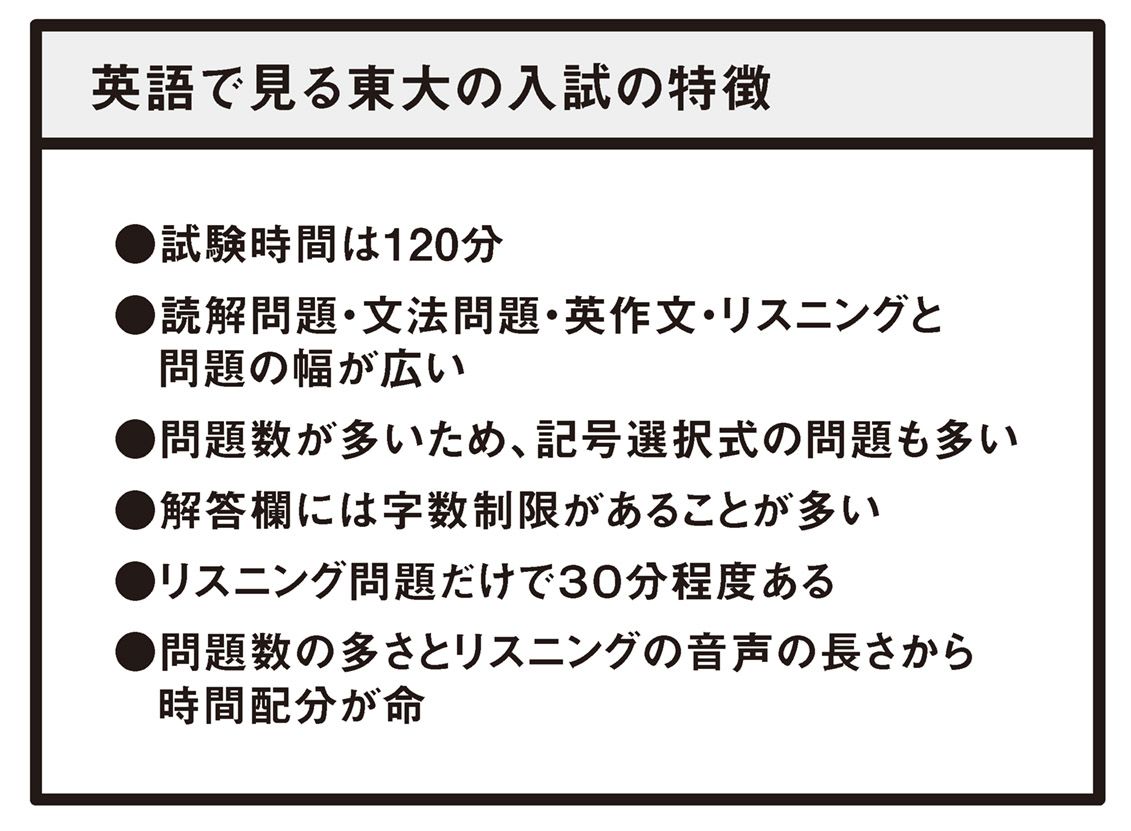 英語で見る東大の入試の特徴
●試験時間は120分
●読解問題・文法問題・英作文・リスニングと
問題の幅が広い
●問題数が多いため、記号選択式の問題も多い
●解答欄には字数制限があることが多い
●リスニング問題だけで30分程度ある
●問題数の多さとリスニングの音声の長さから
時間配分が命